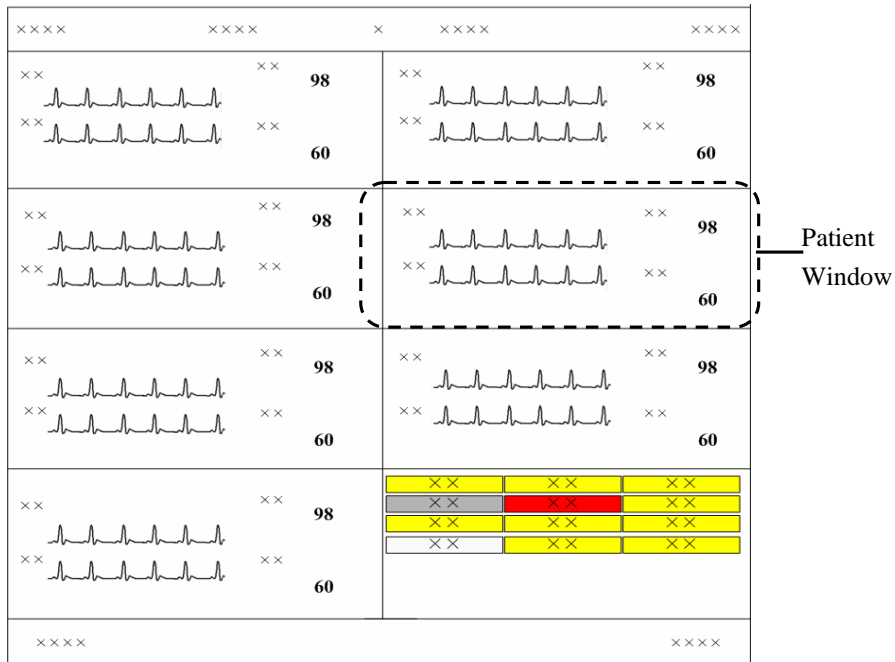 ×××× ×××× × ×××× ××××
×× ×× 98 ×× ×× 98
×× ×× 60 ×× ×× 60
×× ×× 98 ×× ×× 98
Patient
×× ×× 60 ×× ×× 60
Window
×× ×× 98 ×× ×× 98
×× ×× 60 ×× ×× 60
×× ×× ××
×× ×× 98 ×× ×× ××
×× ×× ××
×× ×× 60 ×× ×× ××
×××× ××××